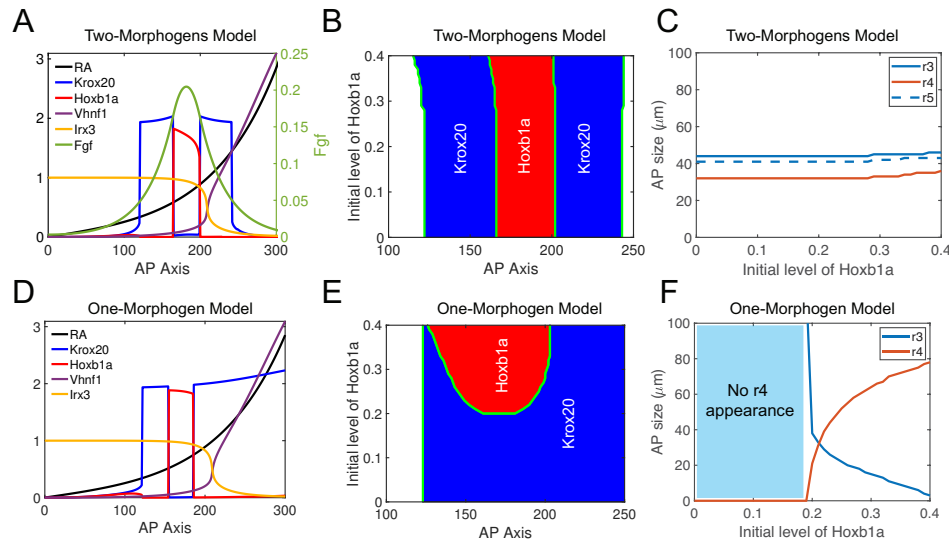 A
Two-Morphogens Model
3
2
1
0
RA
Krox20
Hoxb1a
Vhnf1
Irx3
Fgf
0.25
0.20
0.15
0.10
0.05
0
Fgf
0 100 200 300
AP Axis
B
Two-Morphogens Model
Initial level of Hoxb1a
0.4
0.3
0.2
0.1
0
Krox20
Hoxb1a
Krox20
100 150 200 250
AP Axis
C
Two-Morphogens Model
AP size (μm)
100
80
60
40
20
0
r3
r4
r5
0 0.1 0.2 0.3 0.4
Initial level of Hoxb1a
D
One-Morphogen Model
3
2
1
0
RA
Krox20
Hoxb1a
Vhnf1
Irx3
0 100 200 300
AP Axis
E
One-Morphogen Model
Initial level of Hoxb1a
0.4
0.3
0.2
0.1
0
Hoxb1a
Krox20
100 150 200 250
AP Axis
F
One-Morphogen Model
AP size (μm)
100
80
60
40
20
0
No r4
appearance
r3
r4
0 0.1 0.2 0.3 0.4
Initial level of Hoxb1a